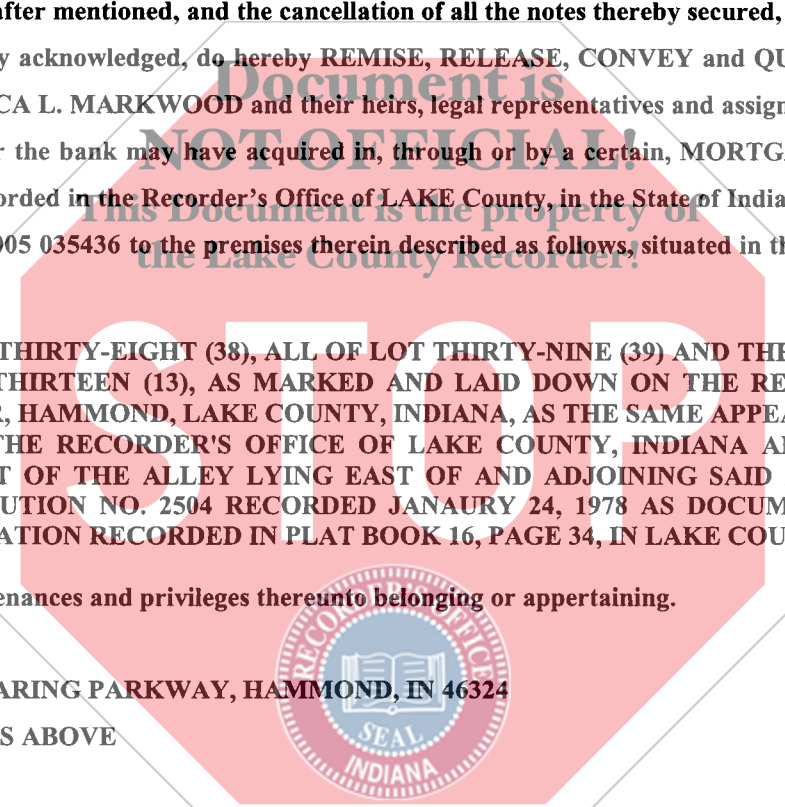 after mentioned, and the cancellation of all the notes thereby secured,
y acknowledged, do hereby REMISE, RELEASE, CONVEY and QU
Document is
CA L. MARKWOOD and their heirs, legal representatives and assign
NOT OFFICIAL!
r the bank may have acquired in, through or by a certain, MORTGA
orded in the Recorder's Office of LAKE County, in the State of India
This Document is the property of
005 035436 to the premises therein described as follows, situated in th
the Lake County Recorder!
STOP
THIRTY-EIGHT (38), ALL OF LOT THIRTY-NINE (39) AND THE
THIRTEEN (13), AS MARKED AND LAID DOWN ON THE RE
R, HAMMOND, LAKE COUNTY, INDIANA, AS THE SAME APPEA
THE RECORDER'S OFFICE OF LAKE COUNTY, INDIANA A
T OF THE ALLEY LYING EAST OF AND ADJOINING SAID
UTION NO. 2504 RECORDED JANAURY 24, 1978 AS DOCUM
ATION RECORDED IN PLAT BOOK 16, PAGE 34, IN LAKE COU
enances and privileges thereunto belonging or appertaining.
RECORDER'S OFFICE
ARING PARKWAY, HAMMOND, IN 46324
S ABOVE
SEAL
INDIANA